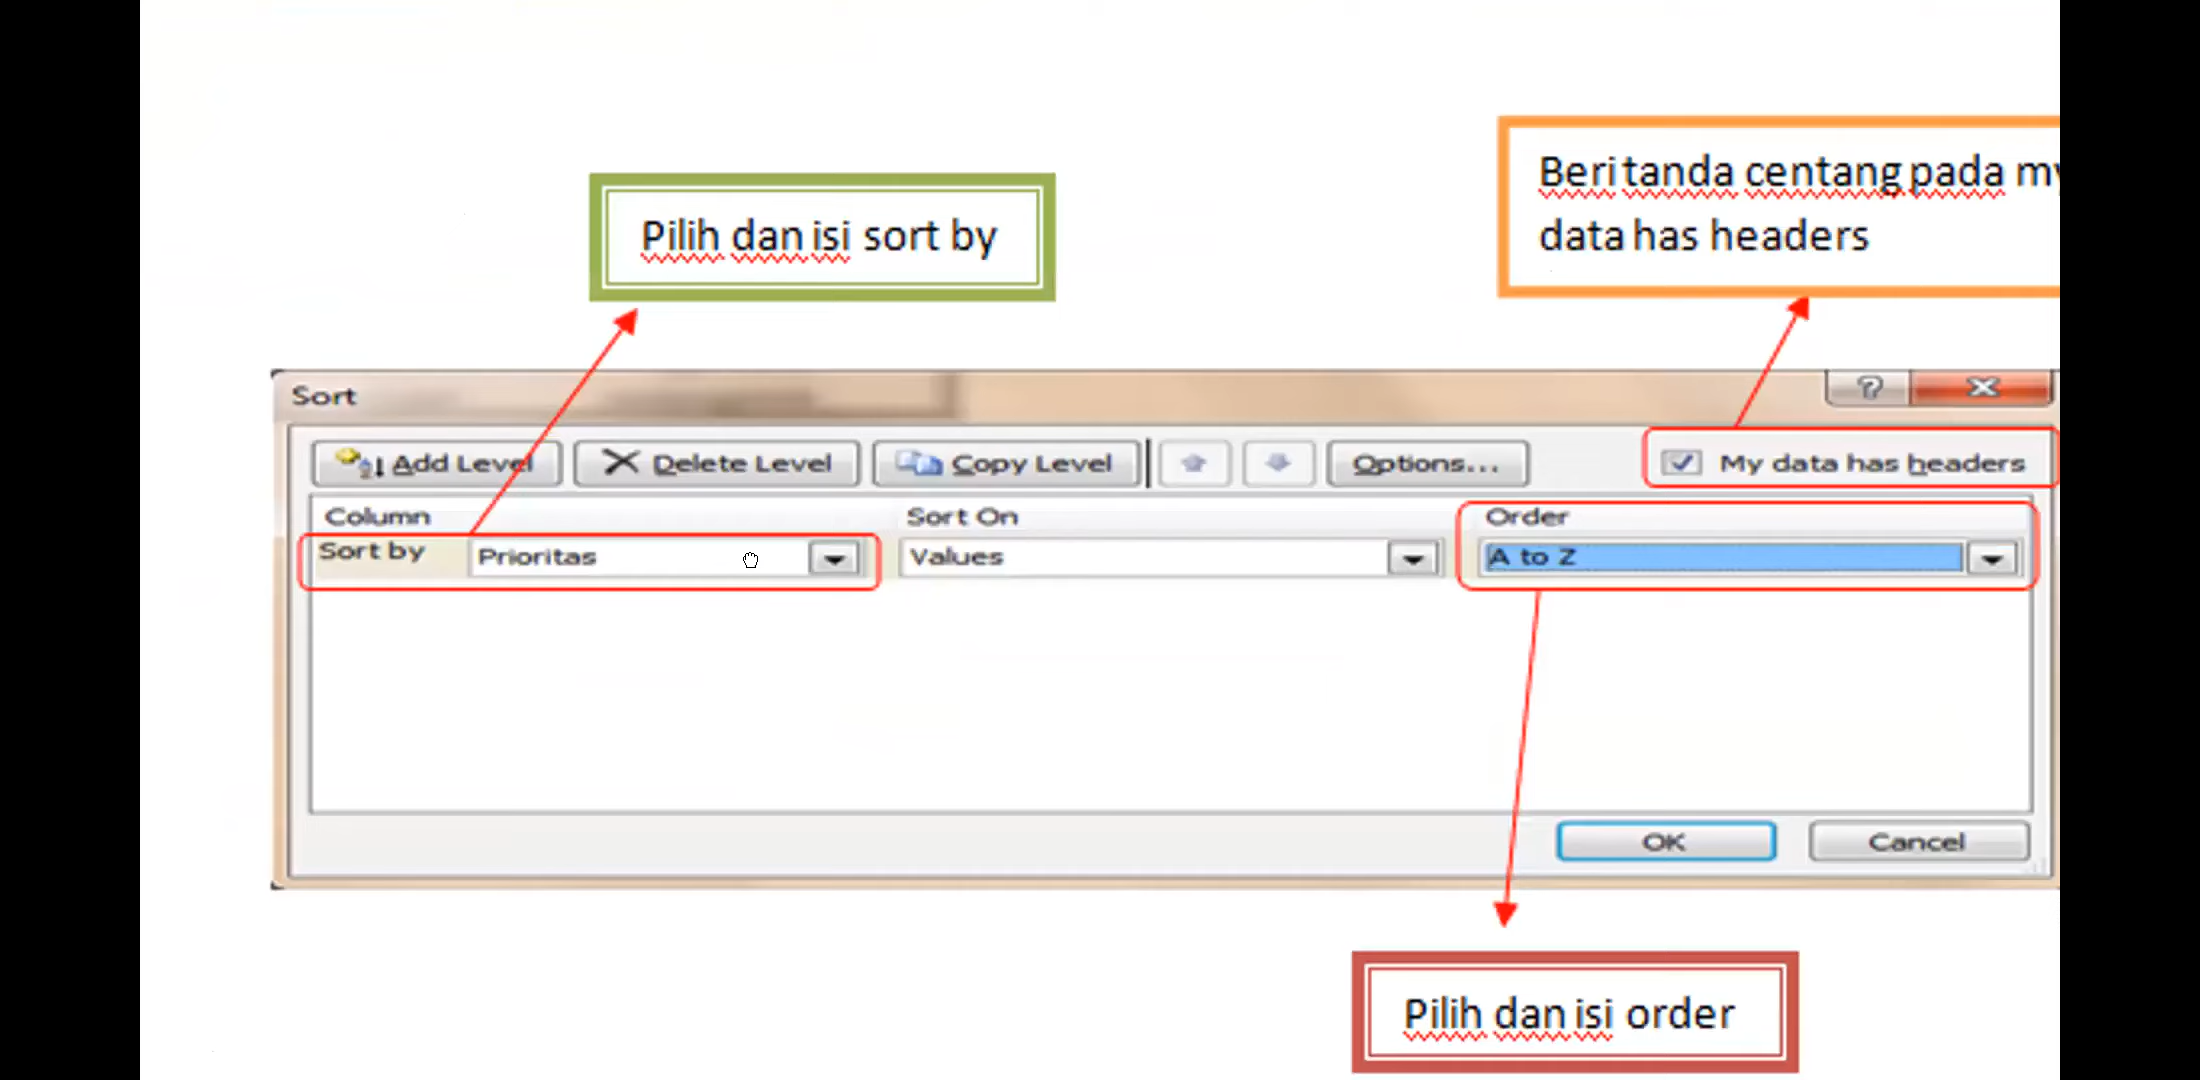 Beri tanda centang pada my
data has headers
Pilih dan isi sort by
Sort
Add Level
Delete Level
Copy Level
Options...
My data has headers
Column
Sort On
Order
Sort by
Prioritas
Values
A to Z
OK
Cancel
Pilih dan isi order